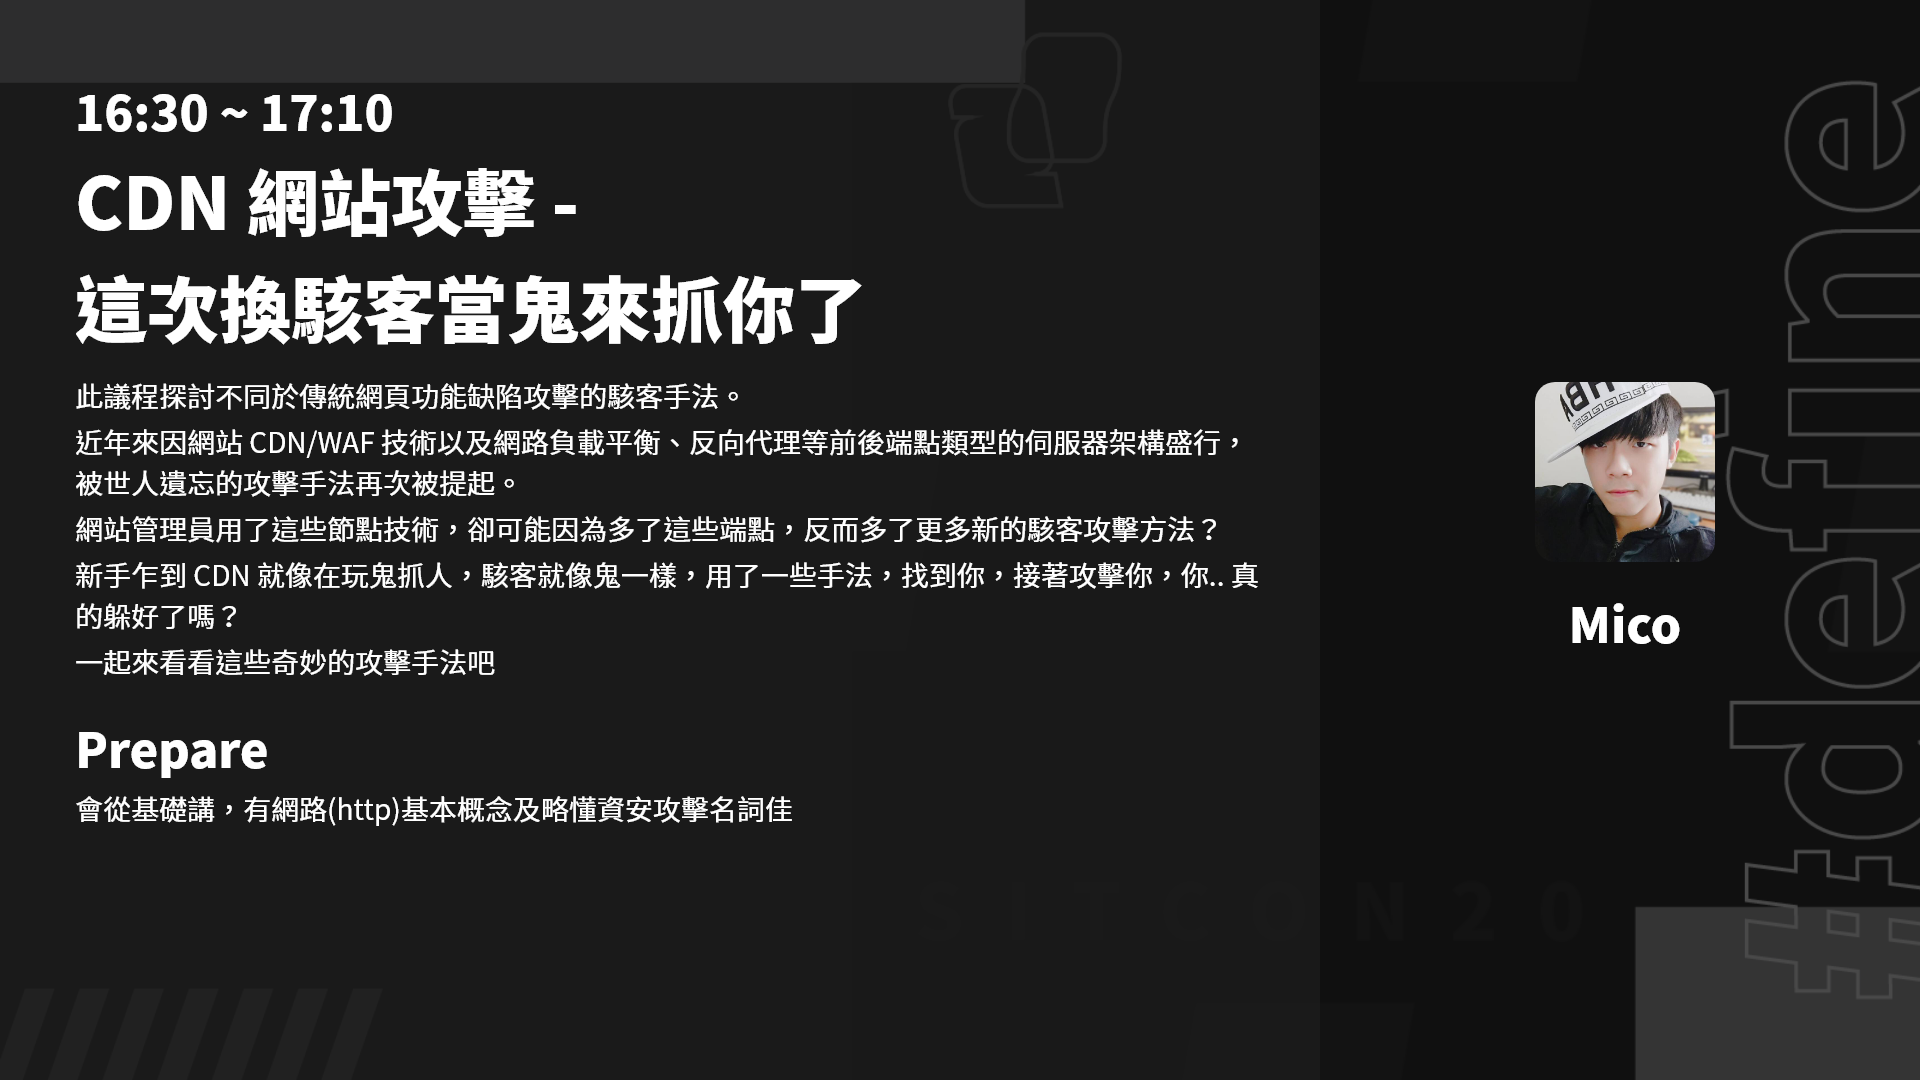 16:30 ~ 17:10
CDN 網站攻擊 -
這次換駭客當鬼來抓你了
此議程探討不同於傳統網頁功能缺陷攻擊的駭客手法。
近年來因網站 CDN/WAF 技術以及網路負載平衡、反向代理等前後端點類型的伺服器架構盛行，
被世人遺忘的攻擊手法再次被提起。
網站管理員用了這些節點技術，卻可能因為多了這些端點，反而多了更多新的駭客攻擊方法？
新手乍到 CDN 就像在玩鬼抓人，駭客就像鬼一樣，用了一些手法，找到你，接著攻擊你，你.. 真
的躲好了嗎？
一起來看看這些奇妙的攻擊手法吧
Prepare
會從基礎講，有網路(http)基本概念及略懂資安攻擊名詞佳
Mico
#define
SITCON20